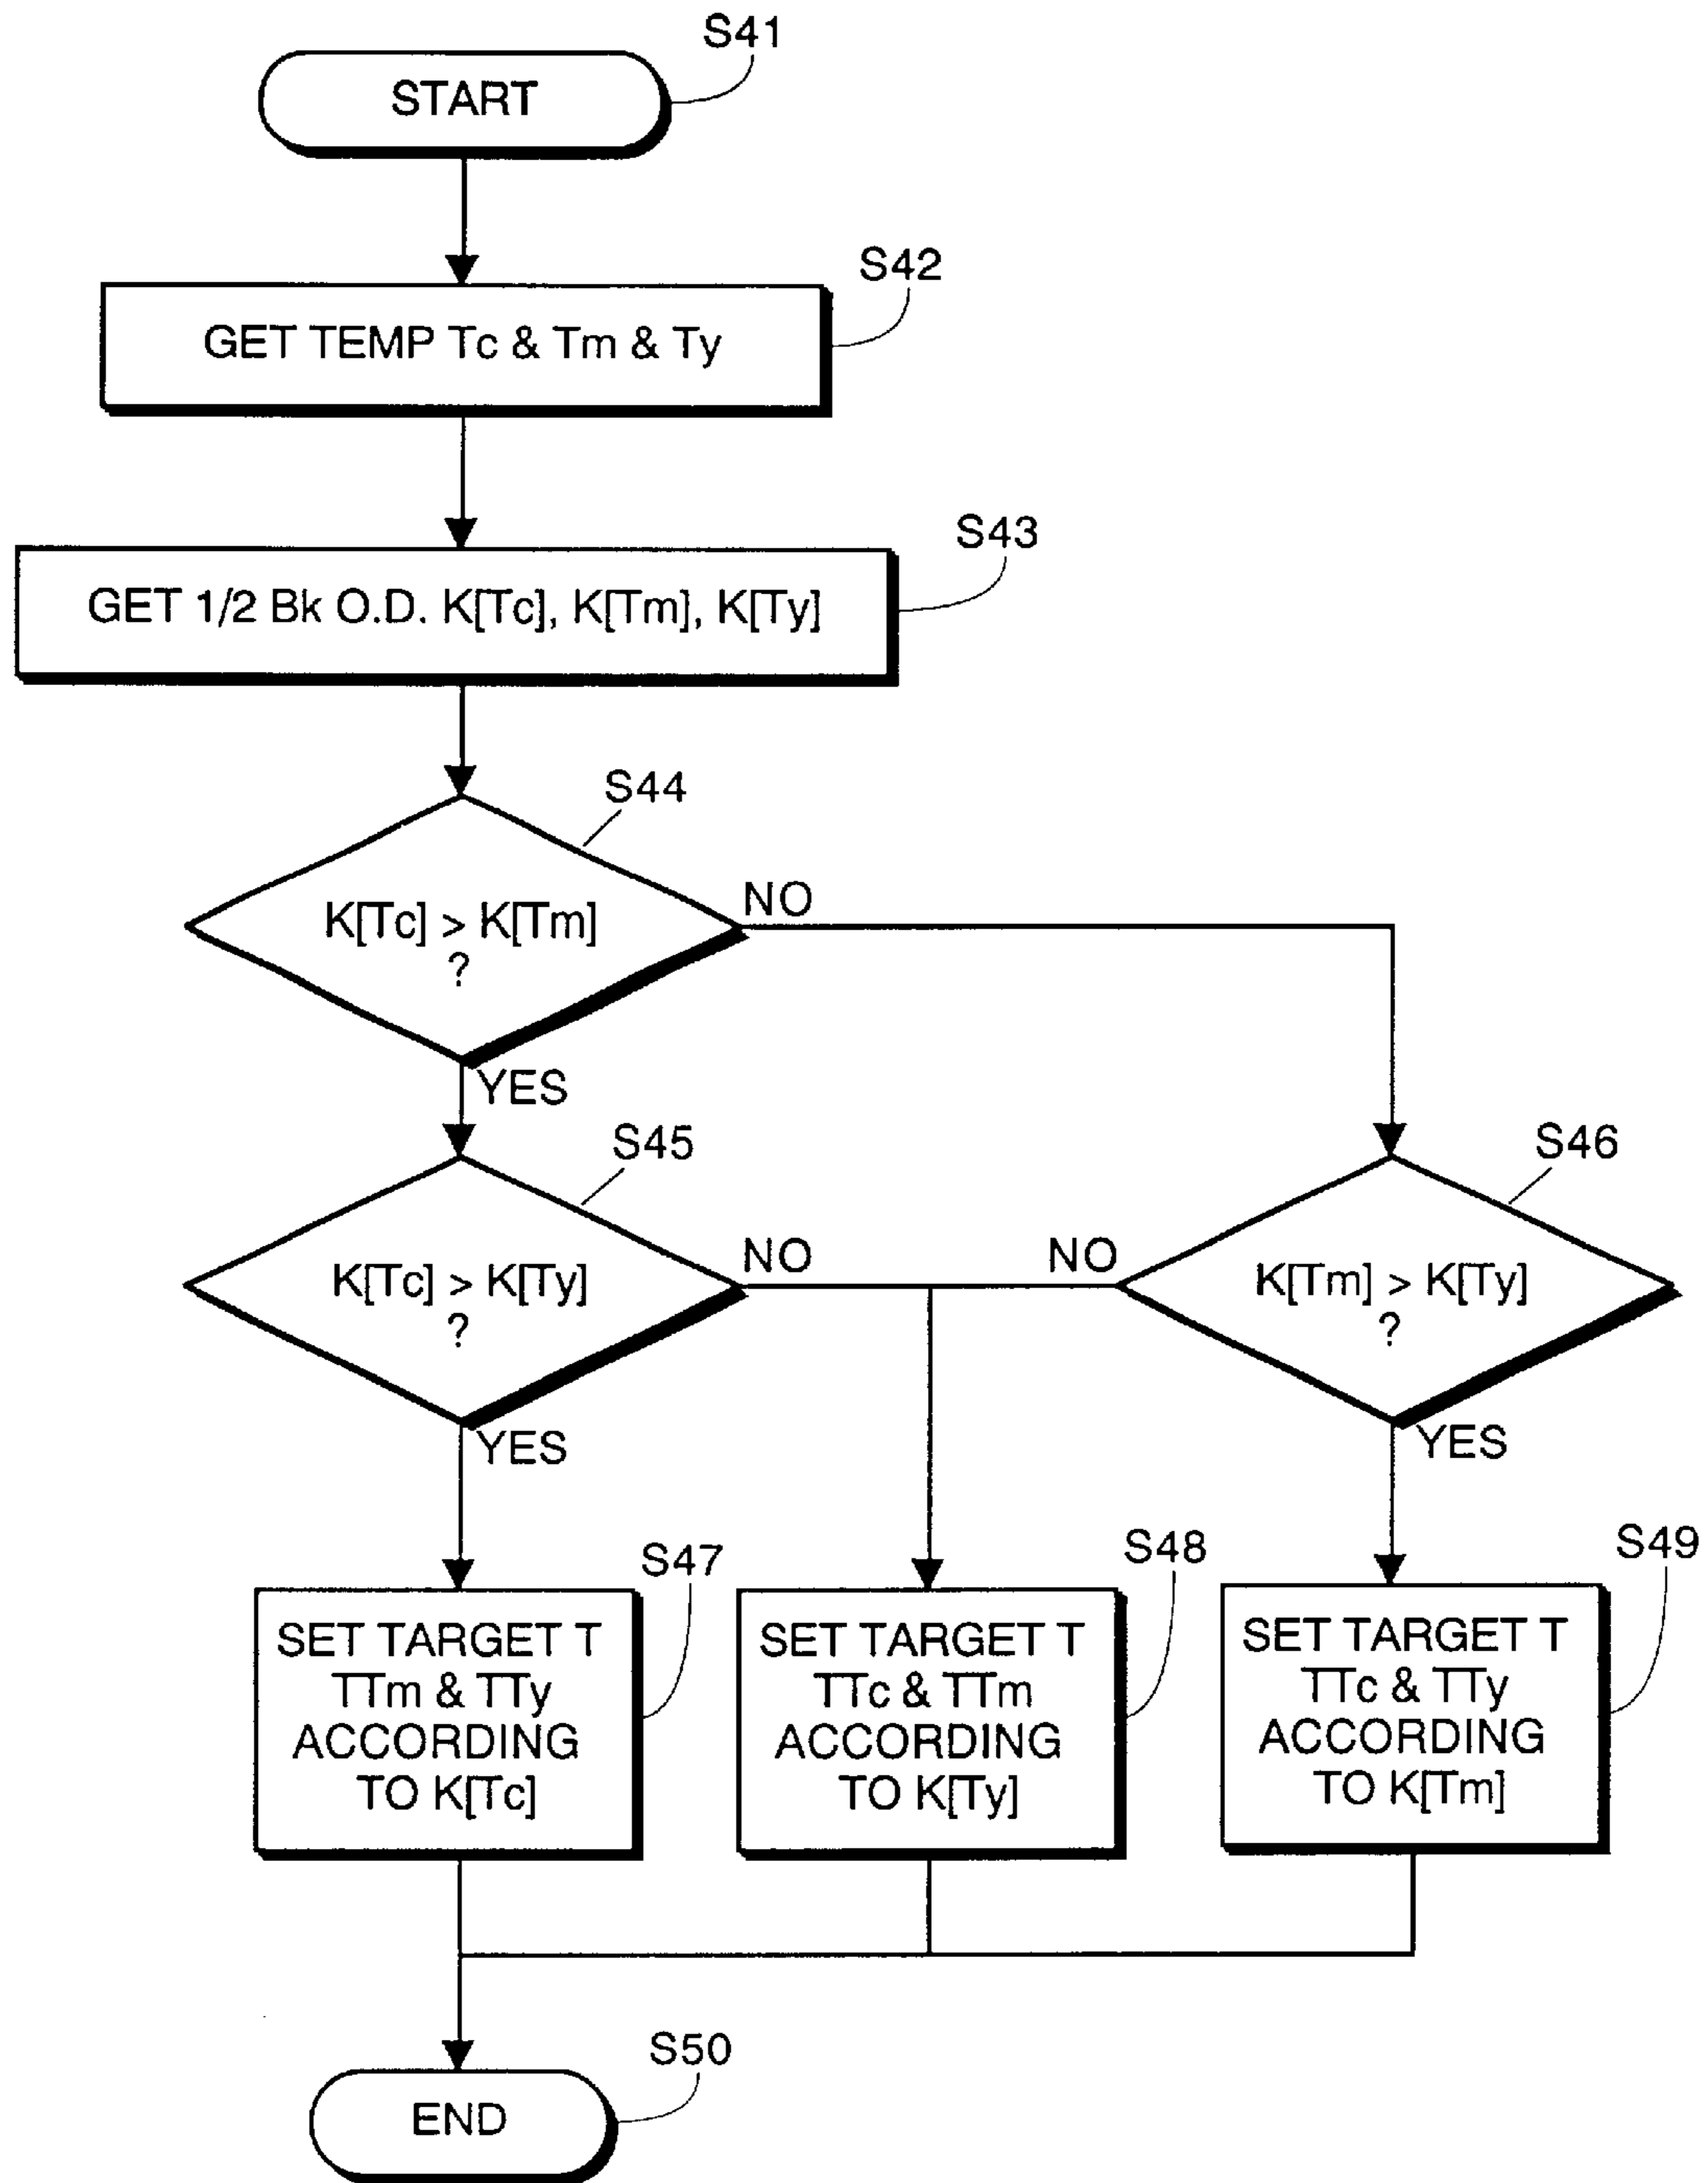 S41
START
S42
GET TEMP Tc & Tm & Ty
S43
GET 1/2 Bk O.D. K[Tc], K[Tm], K[Ty]
S44
K[Tc] > K[Tm]
?
NO
YES
S45
K[Tc] > K[Ty]
?
NO
YES
S46
NO
K[Tm] > K[Ty]
?
YES
S47
SET TARGET T
TTm & TTy
ACCORDING
TO K[Tc]
S48
SET TARGET T
TTc & TTm
ACCORDING
TO K[Ty]
S49
SET TARGET T
TTc & TTy
ACCORDING
TO K[Tm]
S50
END